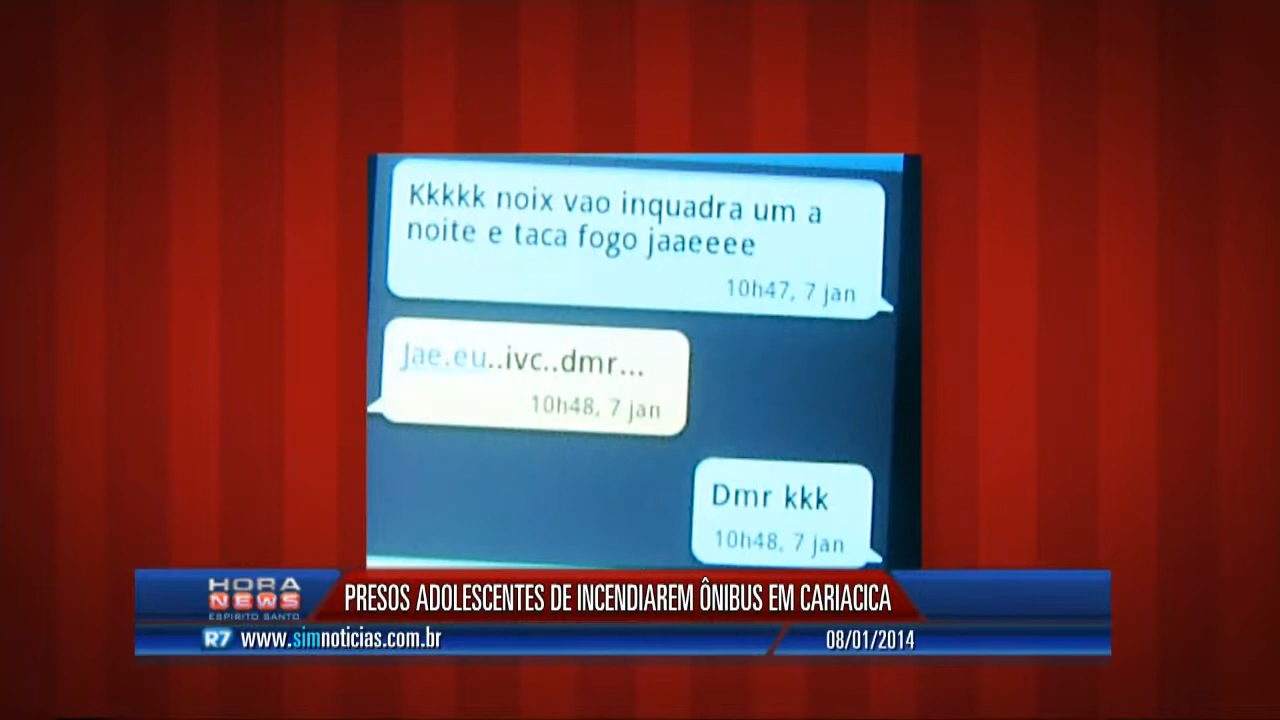 Kkkkk noix vao inquadra um a
noite e taca fogo jaaeeee
10h47, 7 jan
Jae.eu..ivc..dmr...
10h48, 7 jan
Dmr kkk
10h48, 7 jan
HORA
NEWS
ESPIRITO SANTO
PRESOS ADOLESCENTES DE INCENDIAREM ÔNIBUS EM CARIACICA
R7 www.simnoticias.com.br
08/01/2014